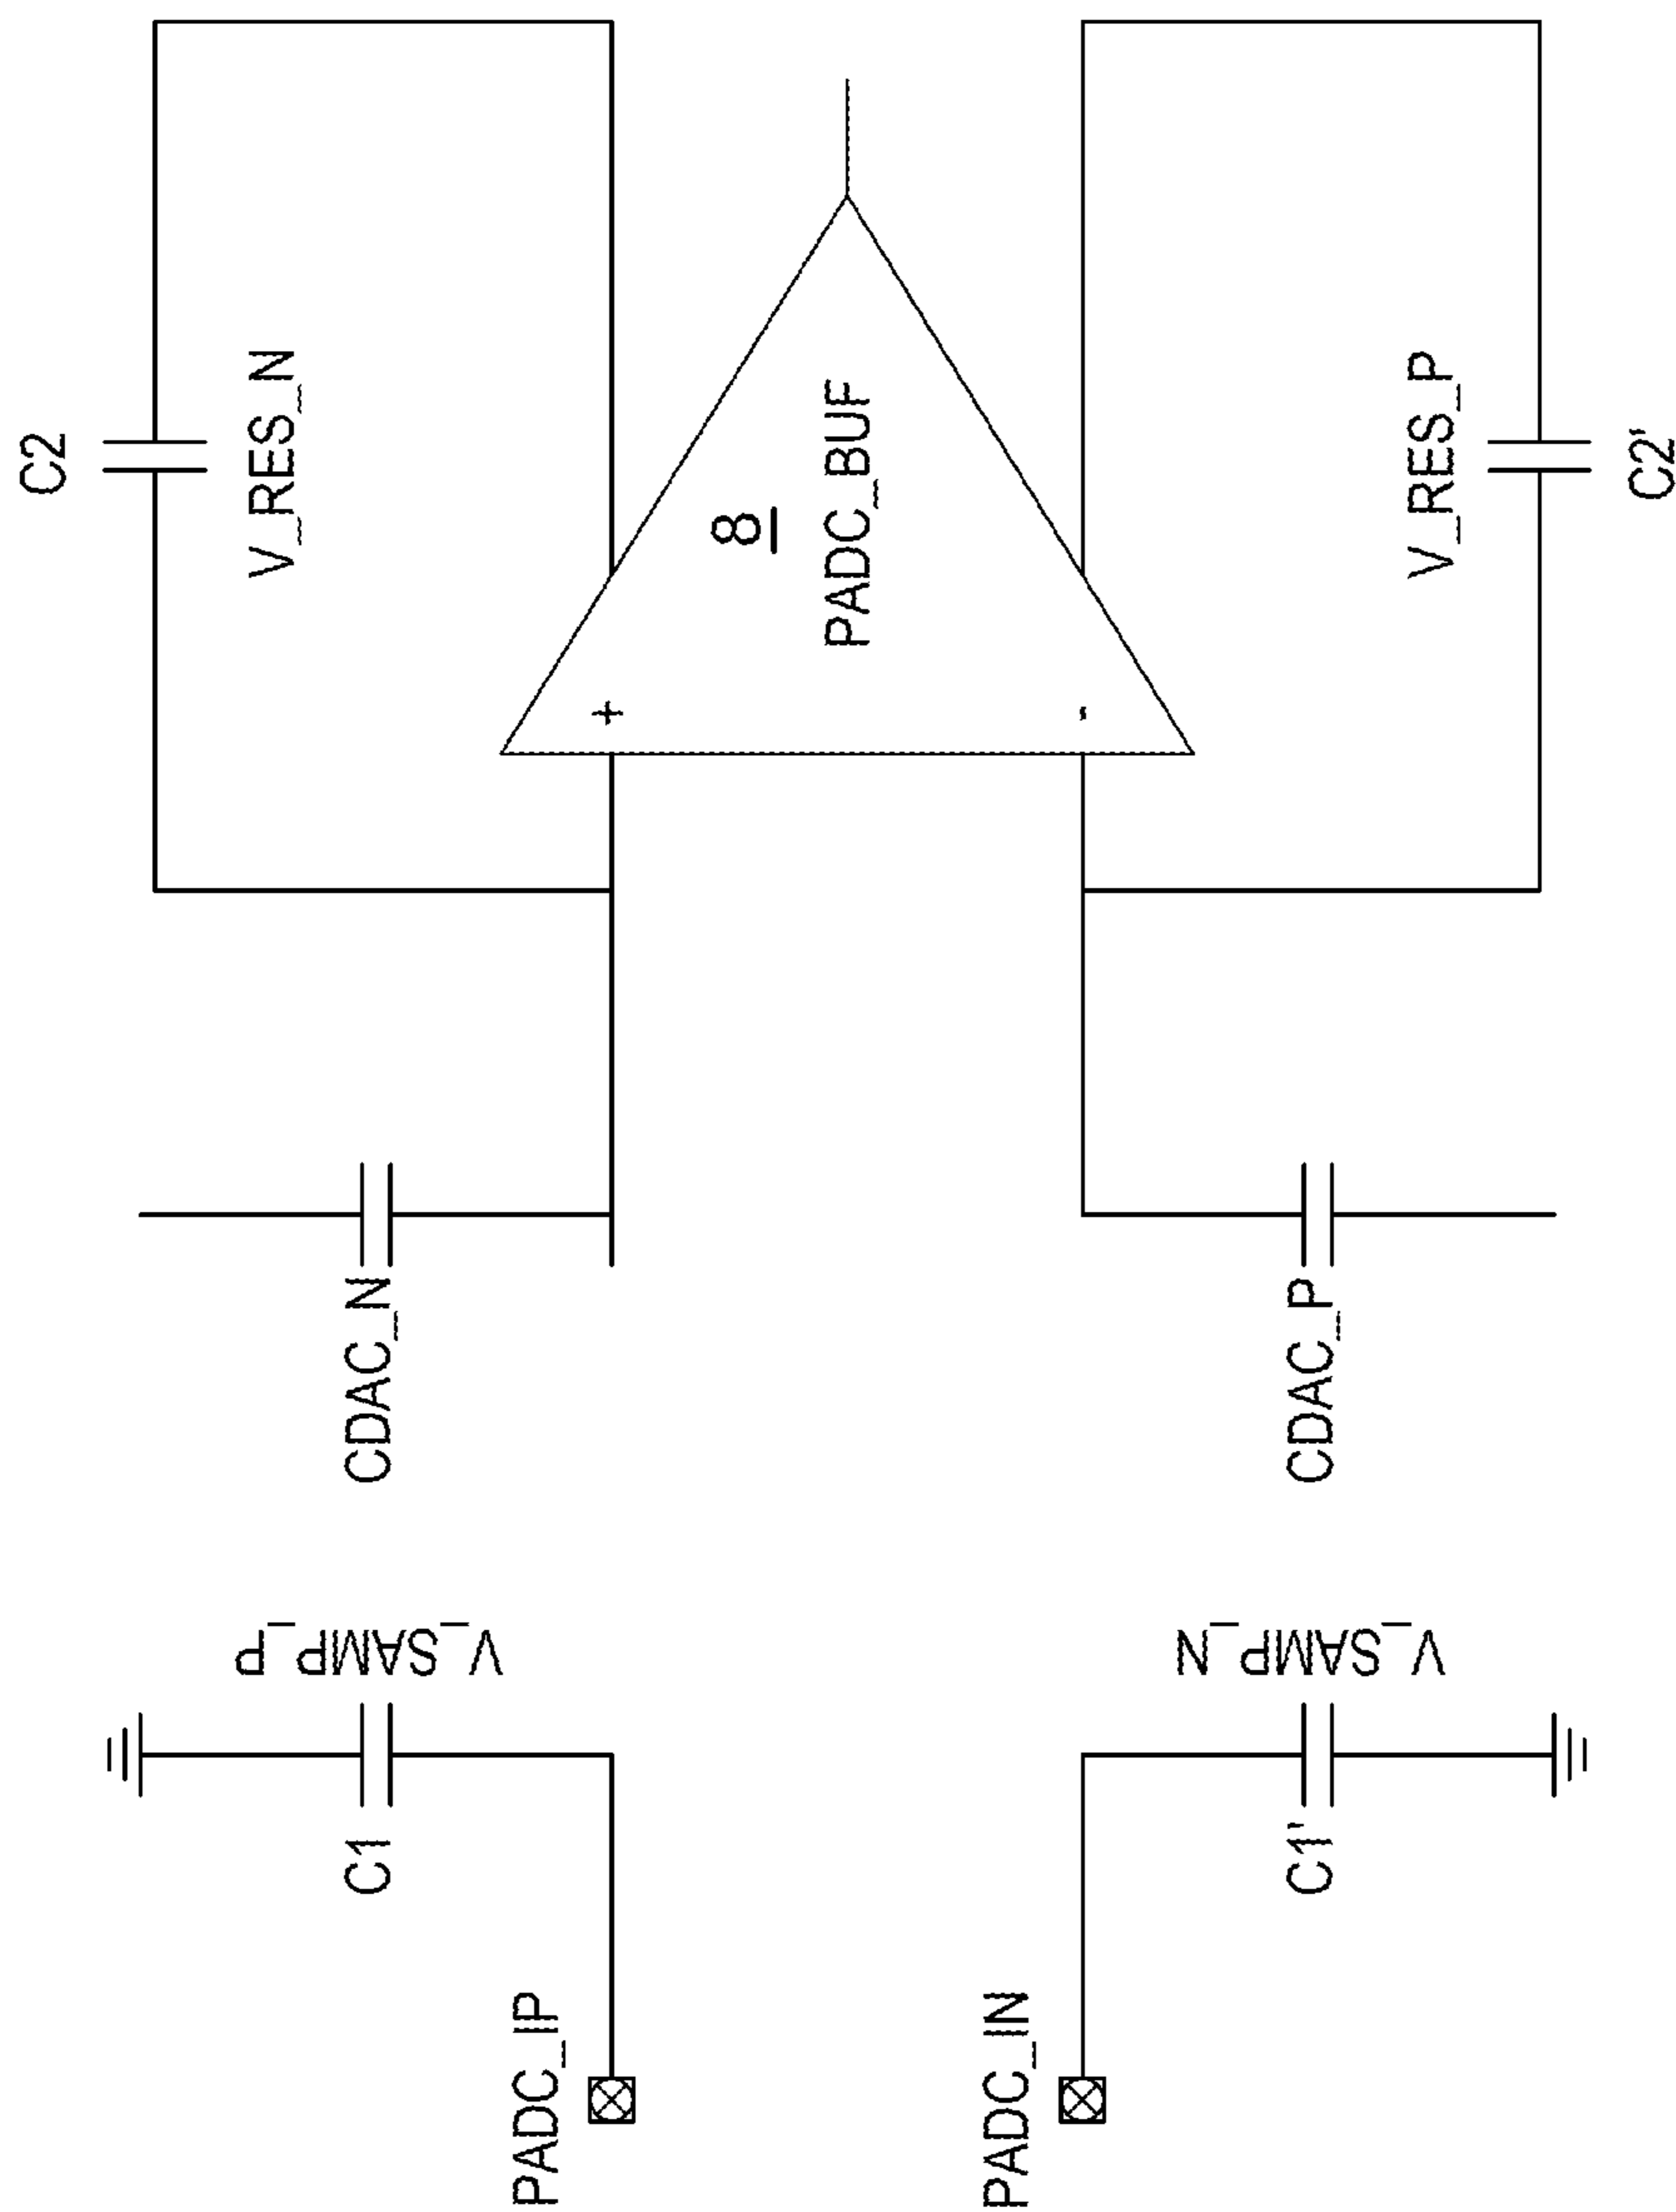 C2
V_RES_N
8
PADC_BUF
+
-
V_RES_P
C2'
CDAC_N
CDAC_P
V_SAMP_P
V_SAMP_N
C1
C1'
PADC_IP
PADC_IN